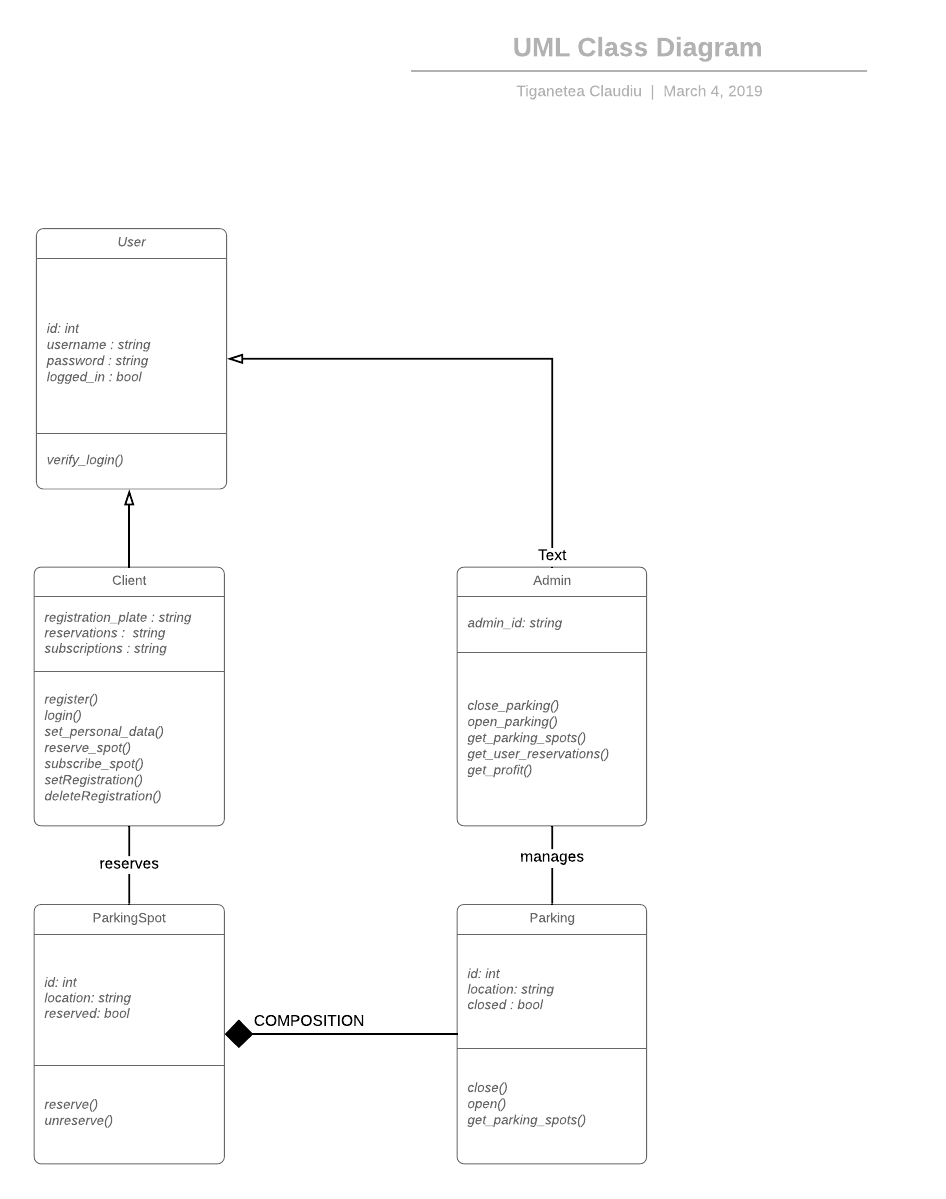 UML Class Diagram
Tiganetea Claudiu | March 4, 2019
User
id: int
username : string
password : string
logged_in : bool
verify_login()
Text
Client
registration_plate : string
reservations :  string
subscriptions : string
register()
login()
set_personal_data()
reserve_spot()
subscribe_spot()
setRegistration()
deleteRegistration()
Admin
admin_id: string
close_parking()
open_parking()
get_parking_spots()
get_user_reservations()
get_profit()
reserves
manages
ParkingSpot
id: int
location: string
reserved: bool
reserve()
unreserve()
COMPOSITION
Parking
id: int
location: string
closed : bool
close()
open()
get_parking_spots()